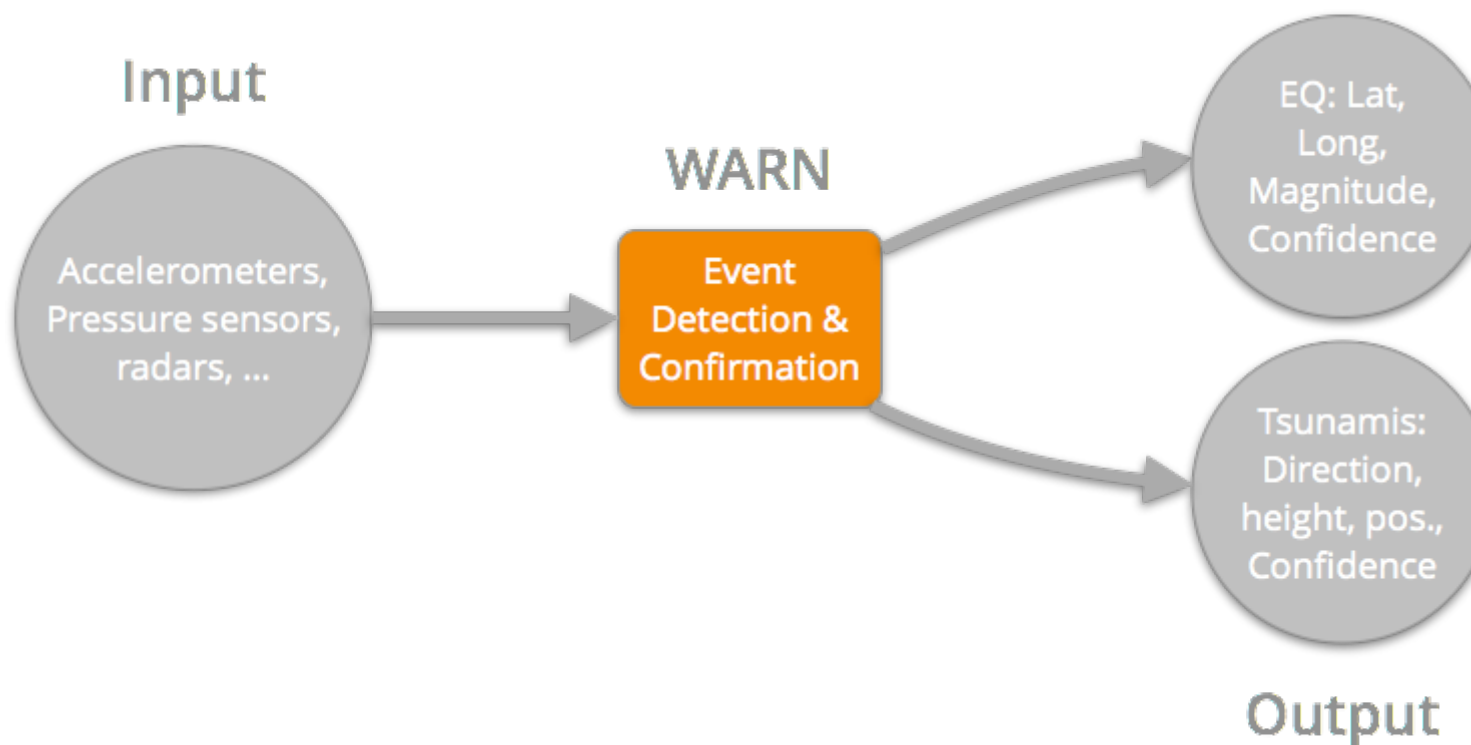 Input
Accelerometers,
Pressure sensors,
radars, ...
WARN
Event
Detection &
Confirmation
EQ: Lat,
Long,
Magnitude,
Confidence
Tsunamis:
Direction,
height, pos.,
Confidence
Output